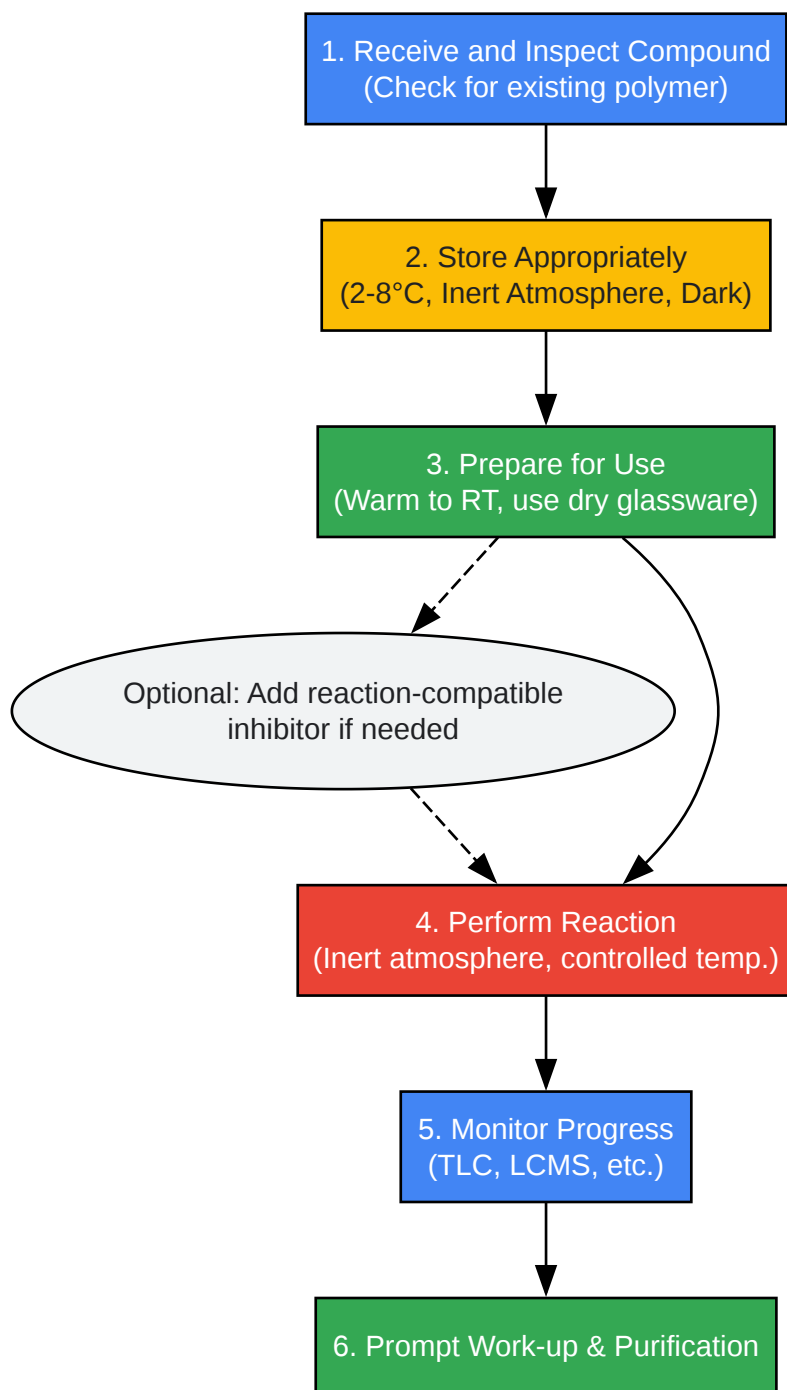 1. Receive and Inspect Compound
(Check for existing polymer)
2. Store Appropriately
(2-8°C, Inert Atmosphere, Dark)
3. Prepare for Use
(Warm to RT, use dry glassware)
Optional: Add reaction-compatible
inhibitor if needed
4. Perform Reaction
(Inert atmosphere, controlled temp.)
5. Monitor Progress
(TLC, LCMS, etc.)
6. Prompt Work-up & Purification